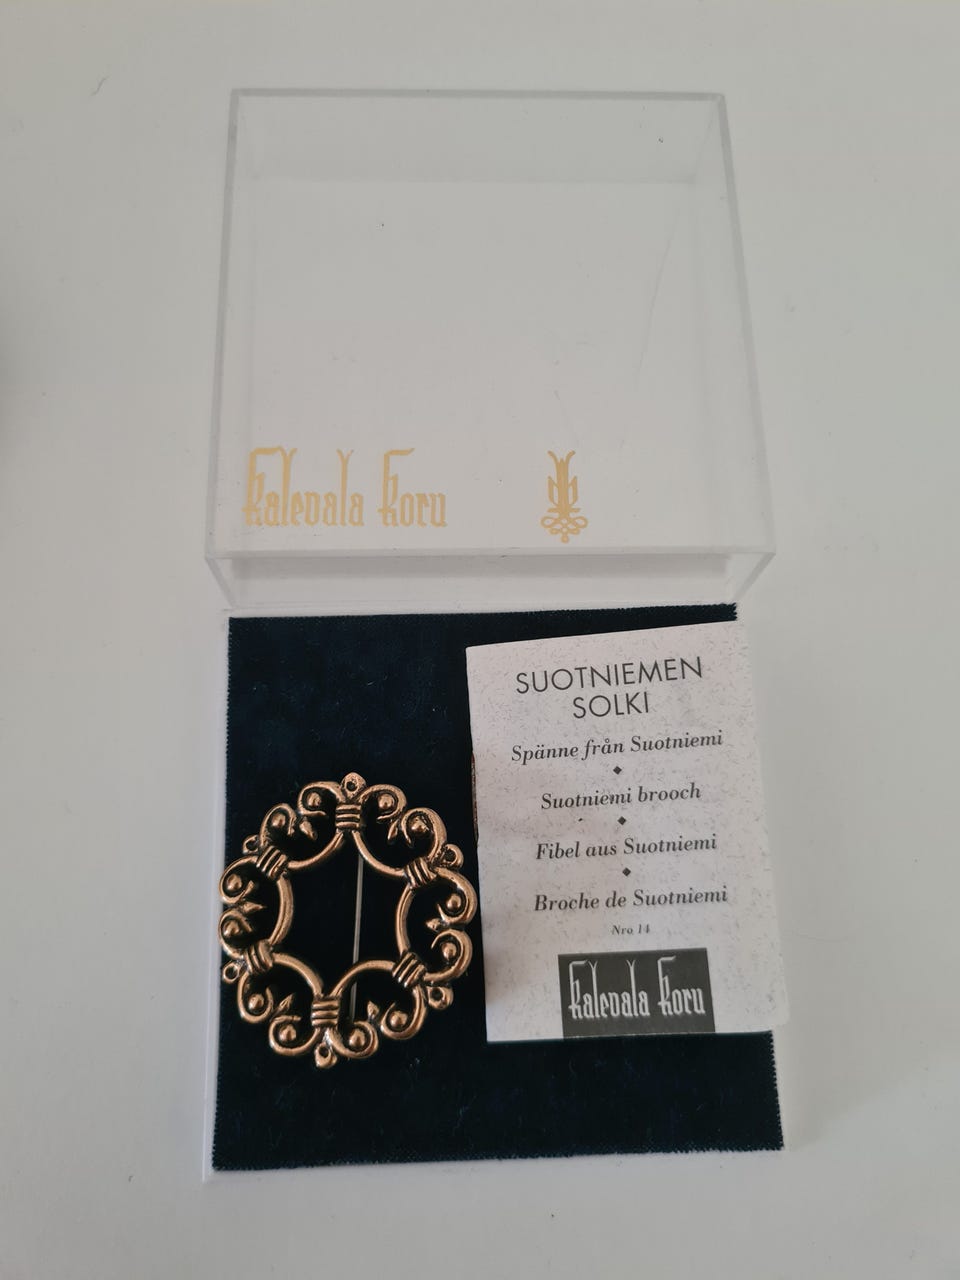 Kalevala Koru
SUOTNIEMEN
SOLKI
Spänne från Suotniemi
Suotniemi brooch
Fibel aus Suotniemi
Broche de Suotniemi
Nro 14
Kalevala Koru